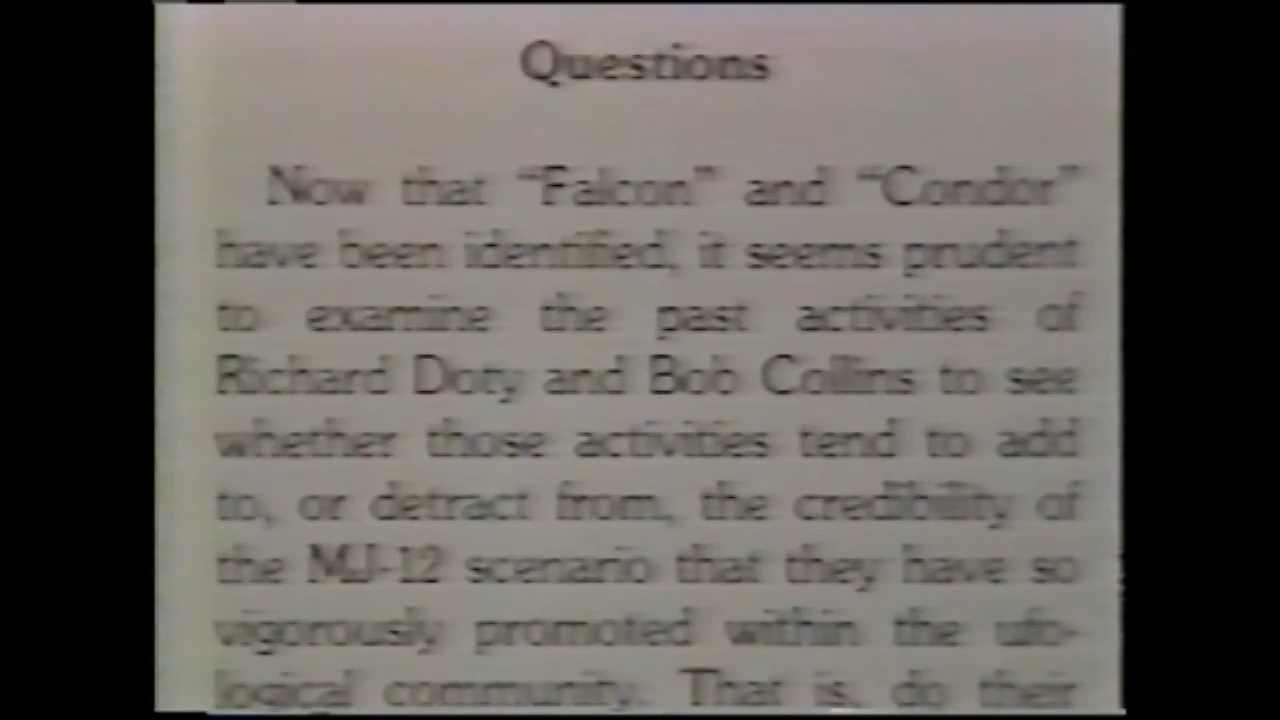 Questions
Now that “Falcon” and “Condor”
have been identified, it seems prudent
to examine the past activities of
Richard Doty and Bob Collins to see
whether those activities tend to add
to, or detract from, the credibility of
the MJ-12 scenario that they have so
vigorously promoted within the ufo-
logical community. That is, do their